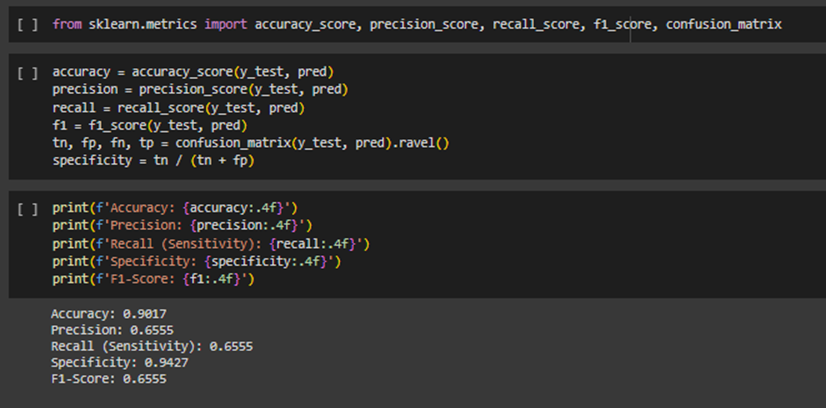 [ ] from sklearn.metrics import accuracy_score, precision_score, recall_score, f1_score, confusion_matrix
[ ] accuracy = accuracy_score(y_test, pred)
precision = precision_score(y_test, pred)
recall = recall_score(y_test, pred)
f1 = f1_score(y_test, pred)
tn, fp, fn, tp = confusion_matrix(y_test, pred).ravel()
specificity = tn / (tn + fp)
[ ] print(f'Accuracy: {accuracy:.4f}')
print(f'Precision: {precision:.4f}')
print(f'Recall (Sensitivity): {recall:.4f}')
print(f'Specificity: {specificity:.4f}')
print(f'F1-Score: {f1:.4f}')
Accuracy: 0.9017
Precision: 0.6555
Recall (Sensitivity): 0.6555
Specificity: 0.9427
F1-Score: 0.6555